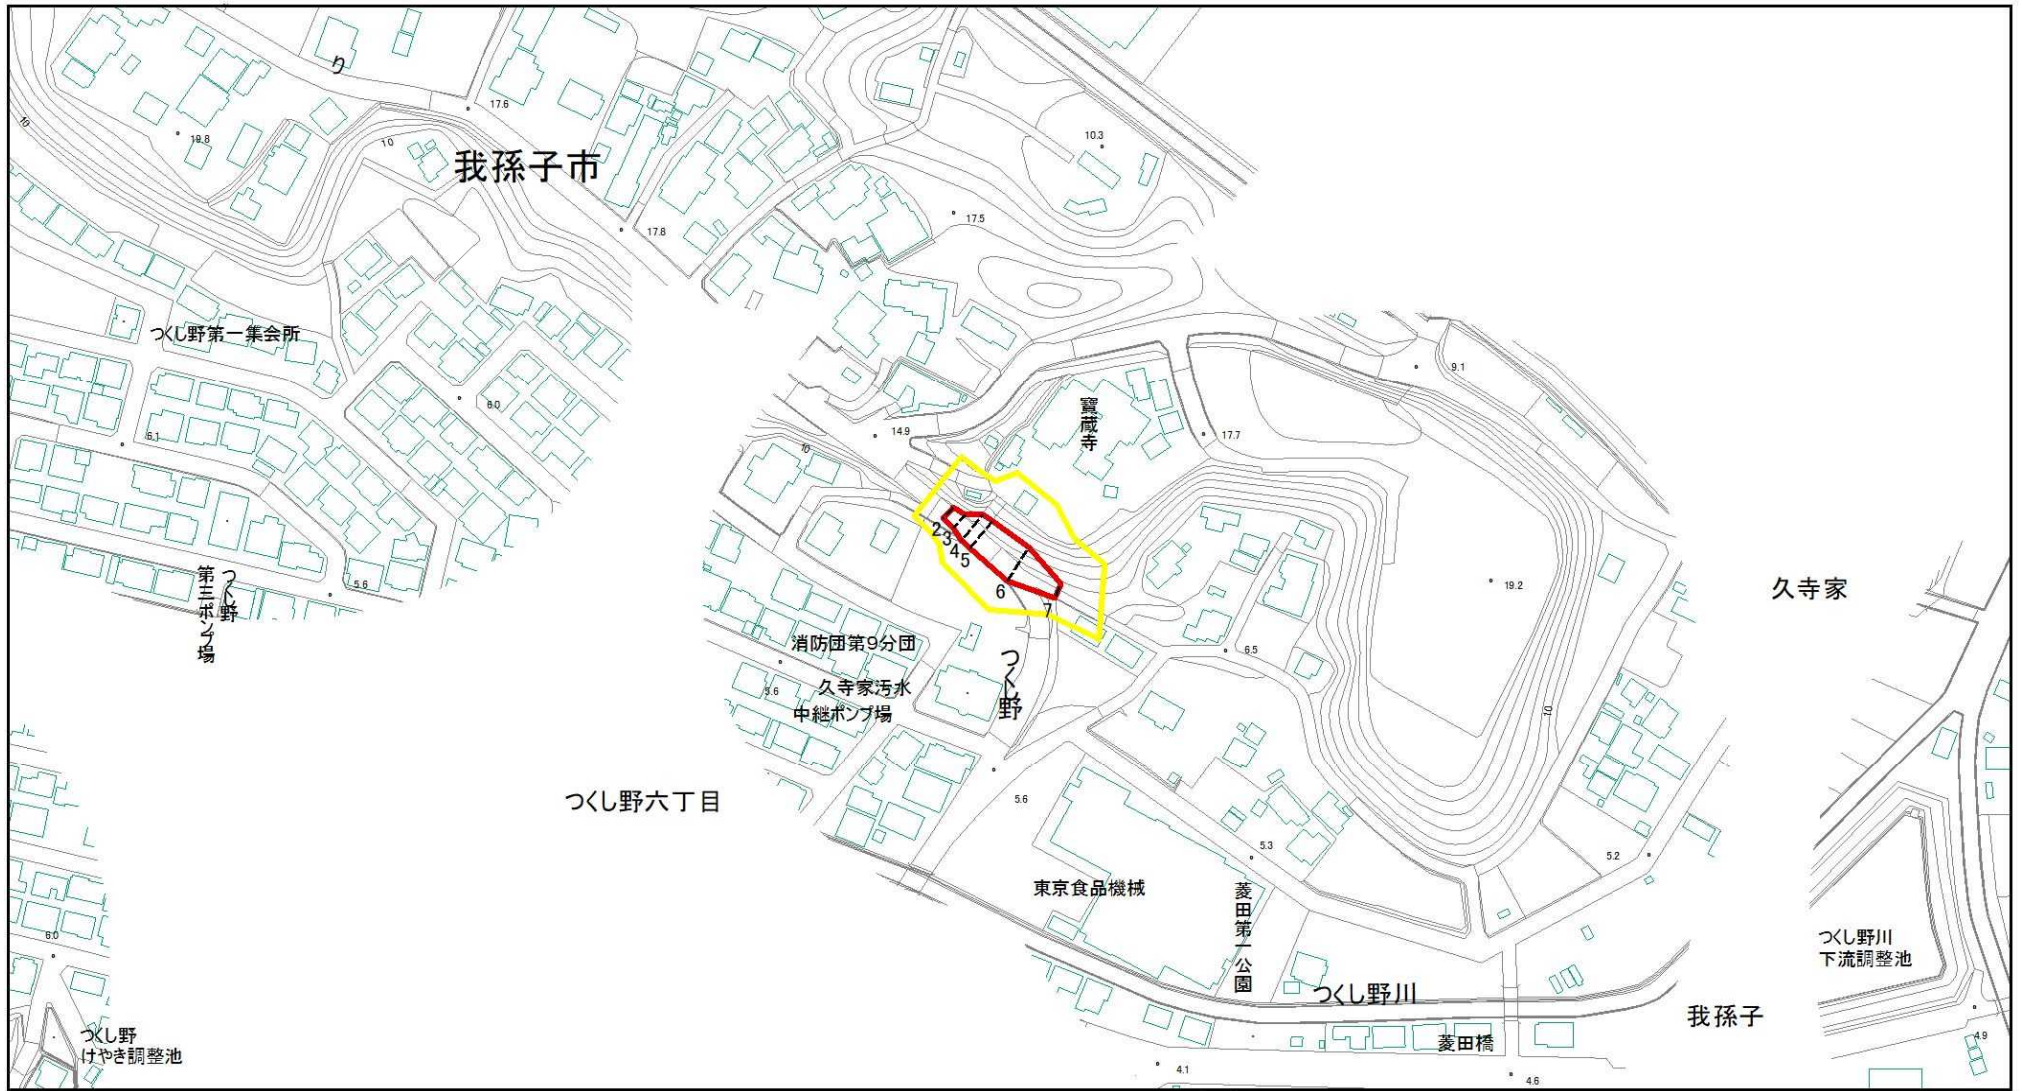 り
17.6
10
19.8
10
我孫子市
10.3
17.8
17.5
つくし野第一集会所
6.0
9.1
6.1
寶蔵寺
14.9
17.7
10
2
3
4
5
6
7
5.6
つくし野
第三ポンプ場
19.2
久寺家
消防団第9分団
6.5
つくし野
5.6
久寺家汚水
中継ポンプ場
10
つくし野六丁目
5.6
5.3
5.2
東京食品機械
菱田第一公園
6.0
つくし野川
下流調整池
つくし野川
我孫子
つくし野
けやき調整池
菱田橋
4.9
4.1
4.6